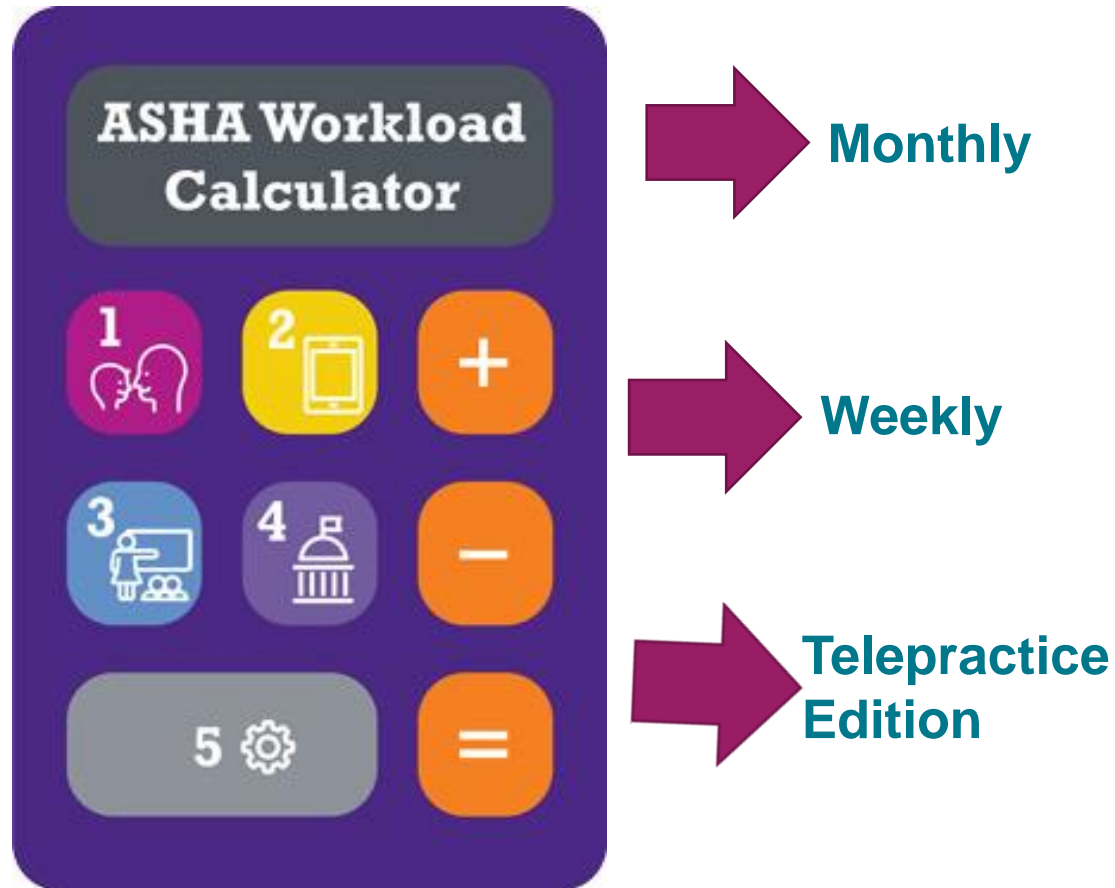 ASHA Workload
Calculator
1
2
+
3
4
−
5
=
Monthly
Weekly
Telepractice
Edition